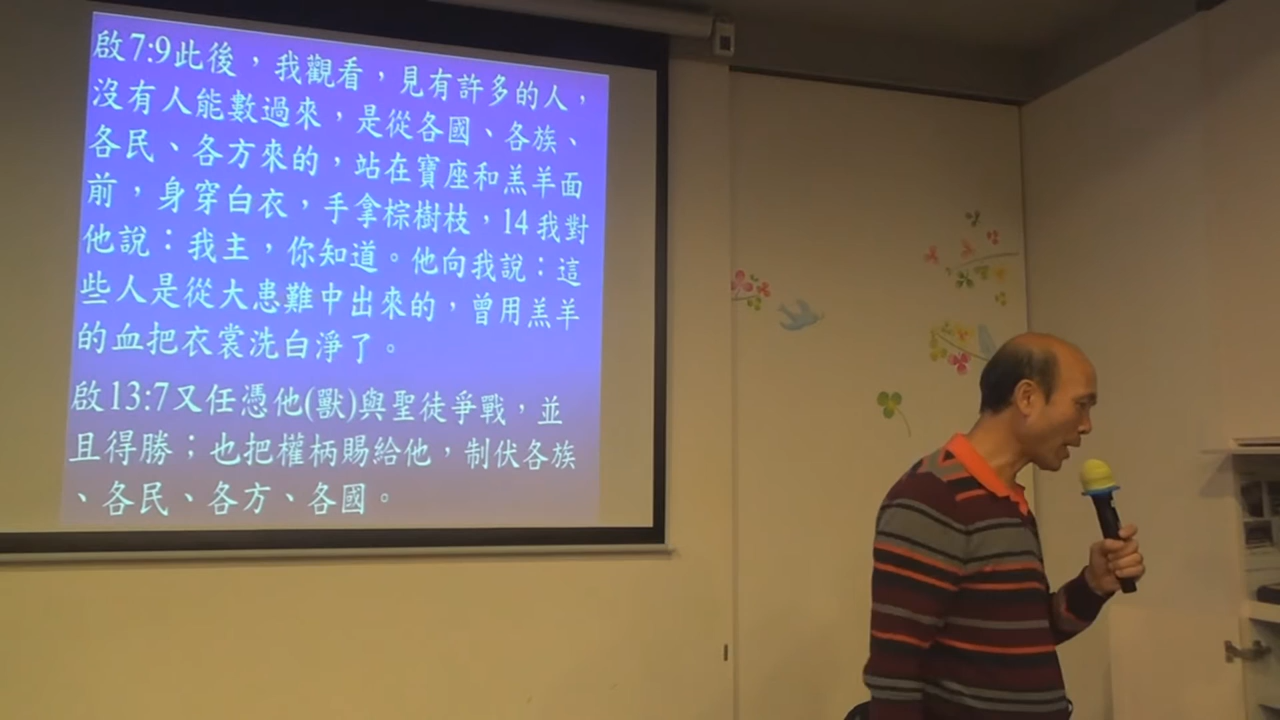 啟7:9此後，我觀看，見有許多的人，
沒有人能數過來，是從各國、各族、
各民、各方來的，站在寶座和羔羊面
前，身穿白衣，手拿棕樹枝，14我對
他說：我主，你知道。他向我說：這
些人是從大患難中出來的，曾用羔羊
的血把衣裳洗白淨了。
啟13:7又任憑他(獸)與聖徒爭戰，並
且得勝；也把權柄賜給他，制伏各族
、各民、各方、各國。